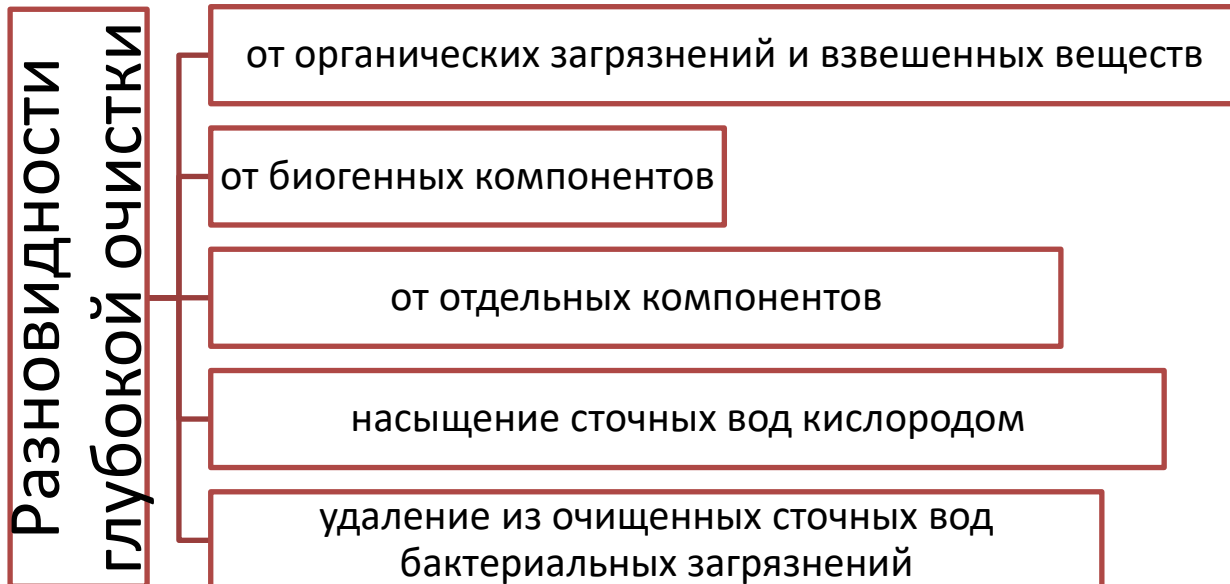 Разновидности
глубокой очистки
от органических загрязнений и взвешенных веществ
от биогенных компонентов
от отдельных компонентов
насыщение сточных вод кислородом
удаление из очищенных сточных вод
бактериальных загрязнений